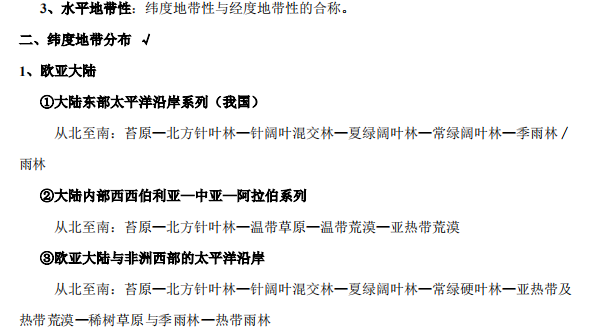 3、水平地带性：纬度地带性与经度地带性的合称。
二、纬度地带分布 √
1、欧亚大陆
①大陆东部太平洋沿岸系列（我国）
从北至南：苔原—北方针叶林—针阔叶混交林—夏绿阔叶林—常绿阔叶林—季雨林/
雨林
②大陆内部西西伯利亚—中亚—阿拉伯系列
从北至南：苔原—北方针叶林—温带草原—温带荒漠—亚热带荒漠
③欧亚大陆与非洲西部的太平洋沿岸
从北至南：苔原—北方针叶林—针阔叶混交林—夏绿阔叶林—常绿硬叶林—亚热带及
热带荒漠—稀树草原与季雨林—热带雨林